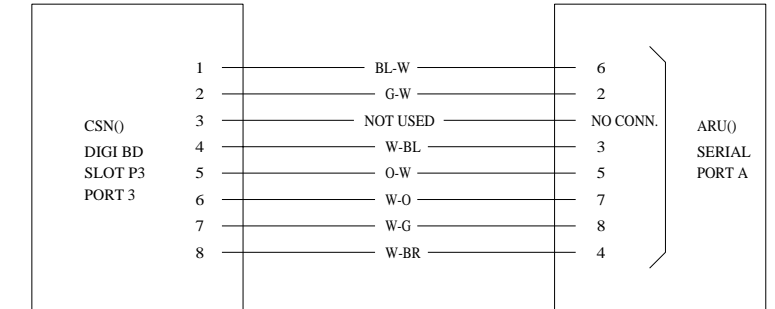 1 BL-W 6
2 G-W 2
3 NOT USED NO CONN.
4 W-BL 3
5 O-W 5
6 W-O 7
7 W-G 8
8 W-BR 4
CSN()
DIGI BD
SLOT P3
PORT 3
ARU()
SERIAL
PORT A